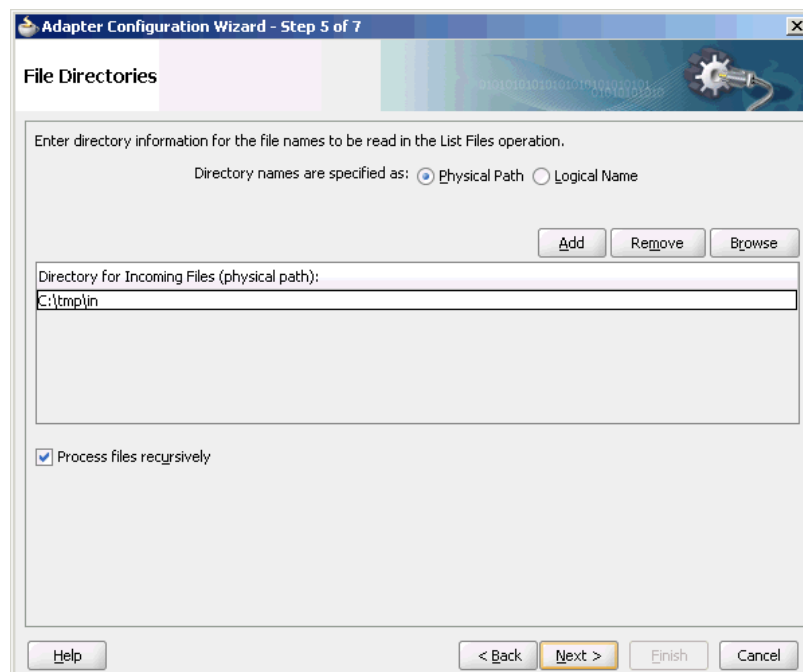 Adapter Configuration Wizard - Step 5 of 7
File Directories
Enter directory information for the file names to be read in the List Files operation.
Directory names are specified as: Physical Path Logical Name
Add Remove Browse
Directory for Incoming Files (physical path):
C:\tmp\in
Process files recursively
Help < Back Next > Finish Cancel